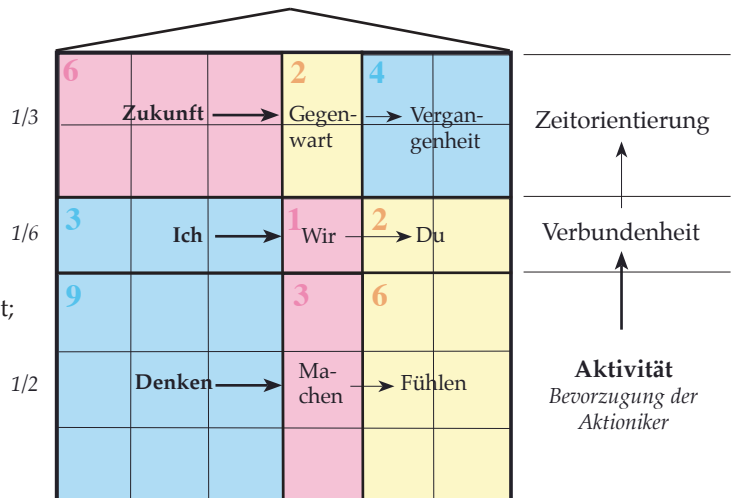 6 2 4
1/3 Zukunft Gegen- Vergan- Zeitorientierung
wart genheit
3 1 2
1/6 Ich Wir Du Verbundenheit
9 3 6
t;
1/2 Denken Ma- Fühlen Aktivität
chen Bevorzugung der
Aktioniker